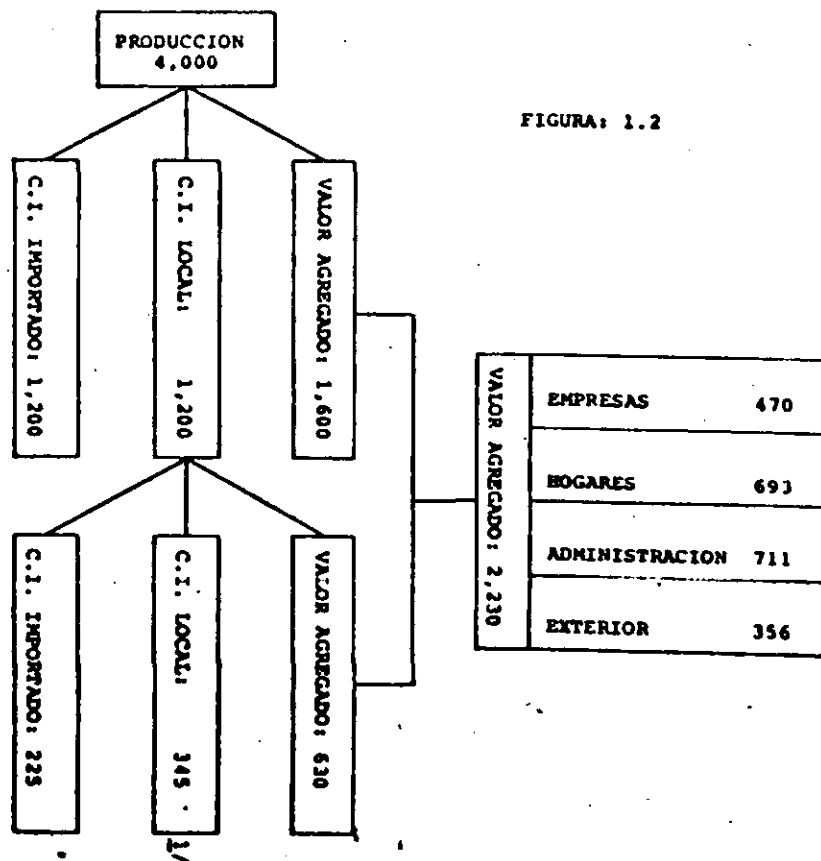 PRODUCCION
4,000
FIGURA: 1.2
C.I. IMPORTADO: 1,200
C.I. LOCAL: 1,200
VALOR AGREGADO: 1,600
VALOR AGREGADO: 2,230
EMPRESAS 470
HOGARES 693
ADMINISTRACION 711
EXTERIOR 356
C.I. IMPORTADO: 225
C.I. LOCAL: 345
VALOR AGREGADO: 630
1/